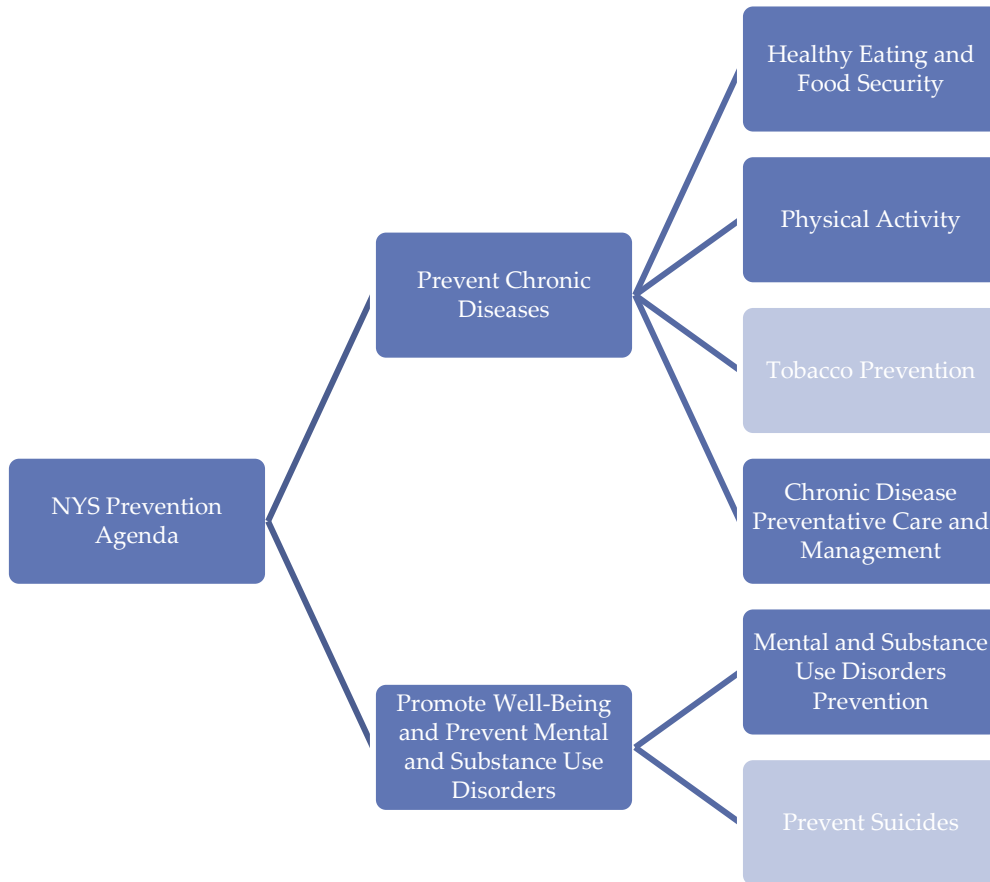 NYS Prevention
Agenda
Prevent Chronic
Diseases
Healthy Eating and
Food Security
Physical Activity
Tobacco Prevention
Chronic Disease
Preventative Care and
Management
Promote Well-Being
and Prevent Mental
and Substance Use
Disorders
Mental and Substance
Use Disorders
Prevention
Prevent Suicides